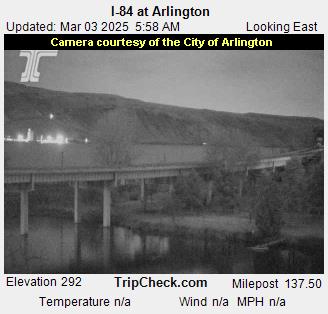 I-84 at Arlington
Updated: Mar 03 2025 5:58 AM Looking East
Camera courtesy of the City of Arlington
Elevation 292 TripCheck.com Milepost 137.50
Temperature n/a Wind n/a MPH n/a